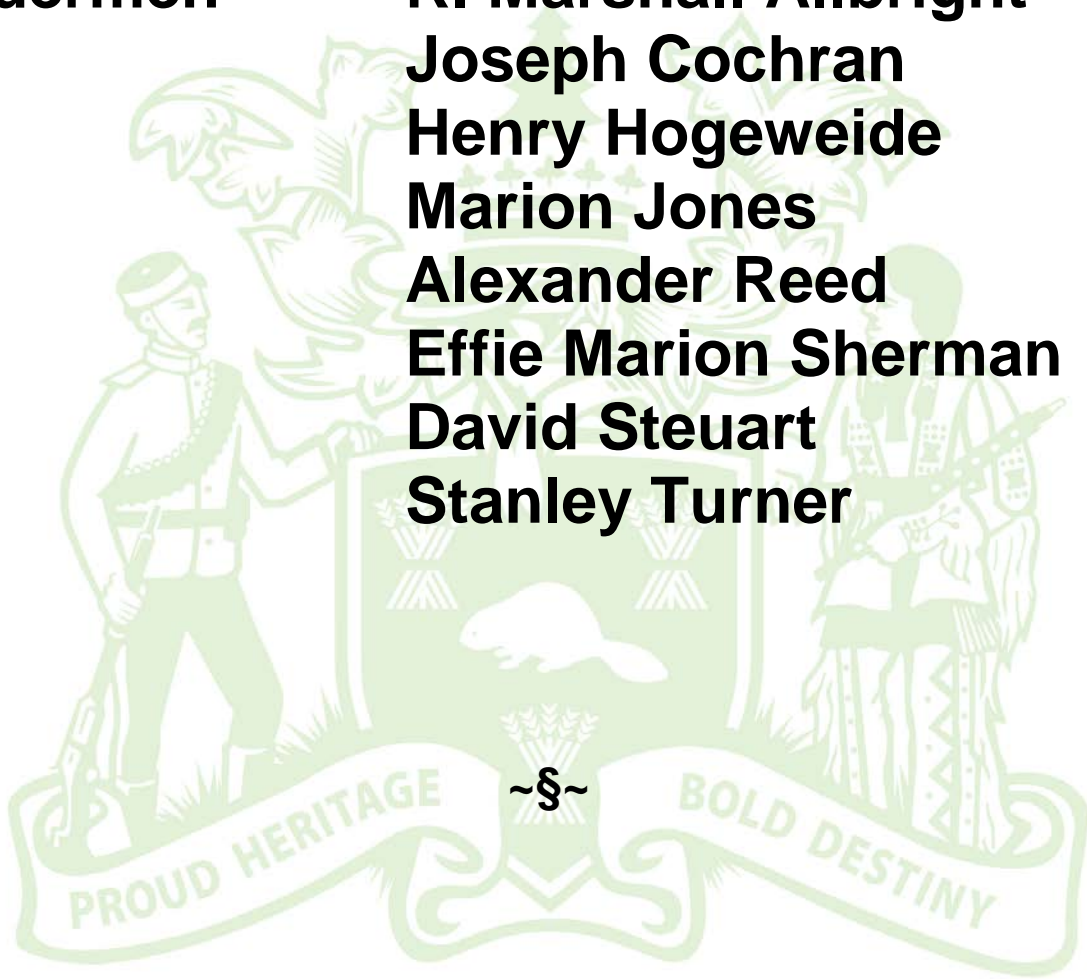 Joseph Cochran
Henry Hogeweide
Marion Jones
Alexander Reed
Effie Marion Sherman
David Steuart
Stanley Turner
~§~
PROUD HERITAGE BOLD DESTINY